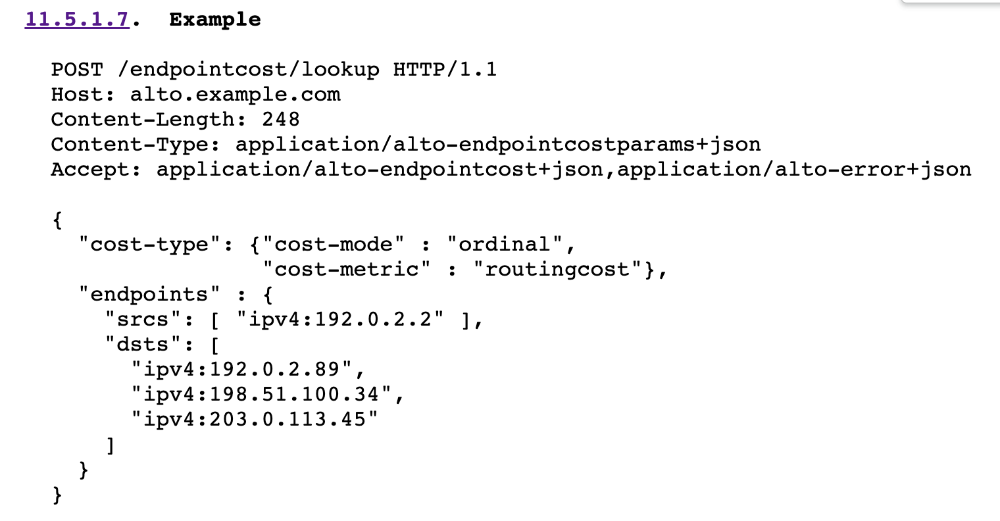 11.5.1.7.  Example
POST /endpointcost/lookup HTTP/1.1
Host: alto.example.com
Content-Length: 248
Content-Type: application/alto-endpointcostparams+json
Accept: application/alto-endpointcost+json,application/alto-error+json
{
  "cost-type": {"cost-mode" : "ordinal",
                "cost-metric" : "routingcost"},
  "endpoints" : {
    "srcs": [ "ipv4:192.0.2.2" ],
    "dsts": [
      "ipv4:192.0.2.89",
      "ipv4:198.51.100.34",
      "ipv4:203.0.113.45"
    ]
  }
}